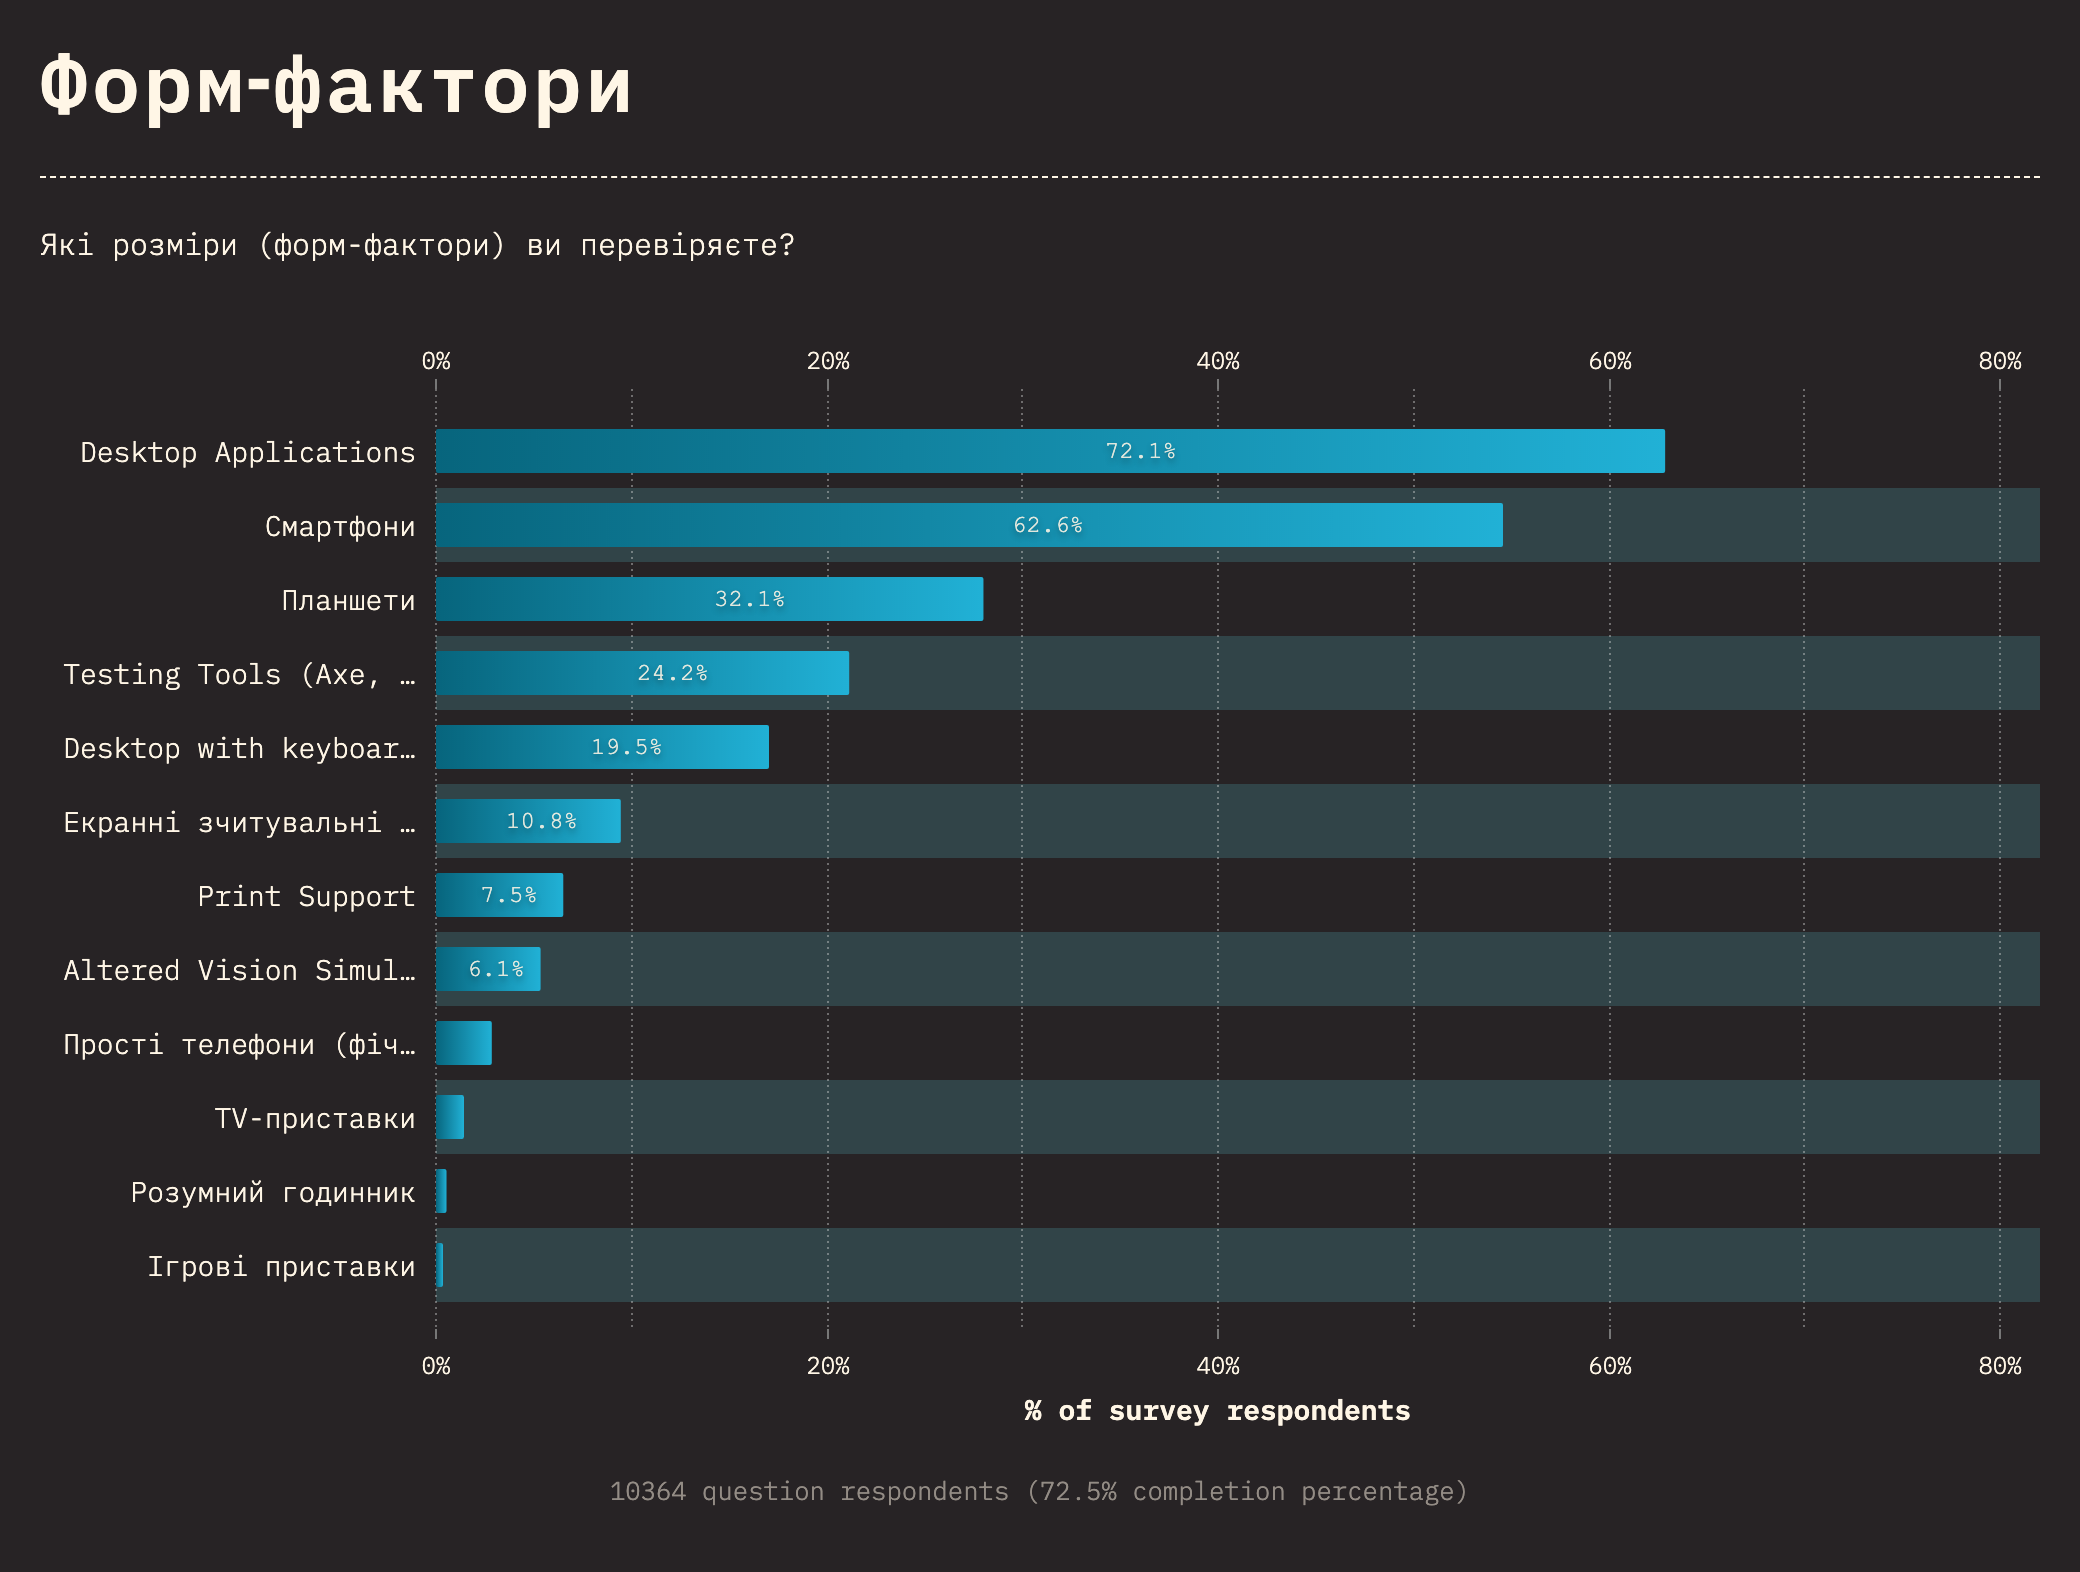 Форм-фактори
Які розміри (форм-фактори) ви перевіряєте?
0% 20% 40% 60% 80%
Desktop Applications 72.1%
Смартфони 62.6%
Планшети 32.1%
Testing Tools (Axe, … 24.2%
Desktop with keyboar… 19.5%
Екранні зчитувальні … 10.8%
Print Support 7.5%
Altered Vision Simul… 6.1%
Прості телефони (фіч…
TV-приставки
Розумний годинник
Ігрові приставки
0% 20% 40% 60% 80%
% of survey respondents
10364 question respondents (72.5% completion percentage)